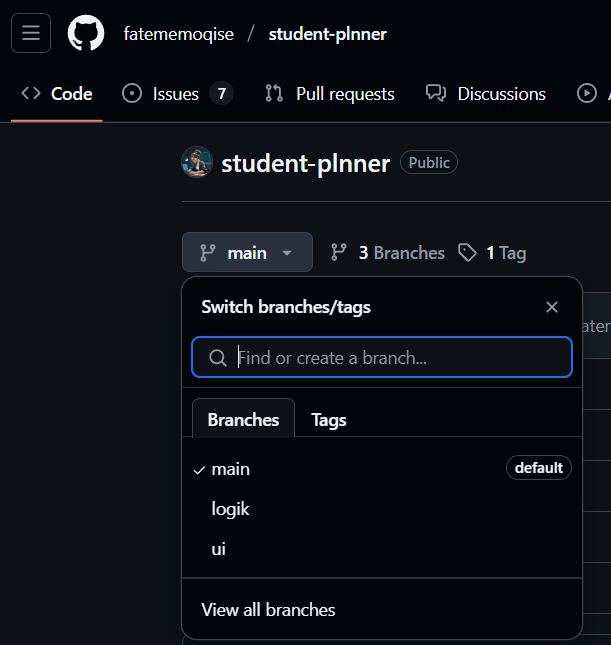 fatememoqise / student-plnner
Code Issues 7 Pull requests Discussions
student-plnner Public
main 3 Branches 1 Tag
Switch branches/tags
Find or create a branch...
Branches Tags
main default
logik
ui
View all branches